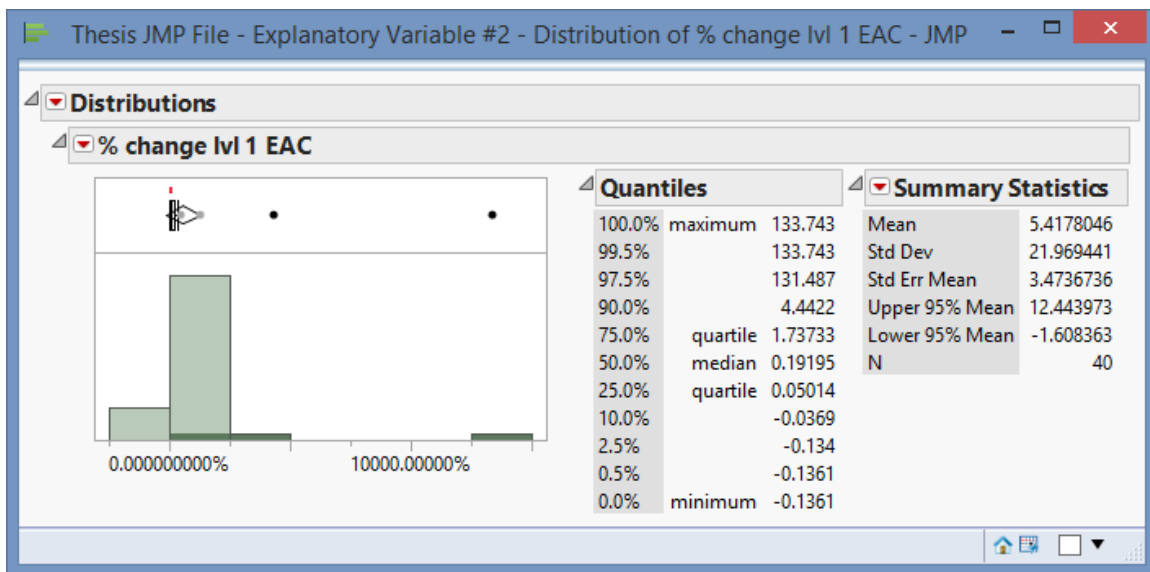 Thesis JMP File - Explanatory Variable #2 - Distribution of % change lvl 1 EAC - JMP
Distributions
% change lvl 1 EAC
0.000000000% 10000.00000%
Quantiles
100.0% maximum 133.743
99.5% 133.743
97.5% 131.487
90.0% 4.4422
75.0% quartile 1.73733
50.0% median 0.19195
25.0% quartile 0.05014
10.0% -0.0369
2.5% -0.134
0.5% -0.1361
0.0% minimum -0.1361
Summary Statistics
Mean 5.4178046
Std Dev 21.969441
Std Err Mean 3.4736736
Upper 95% Mean 12.443973
Lower 95% Mean -1.608363
N 40